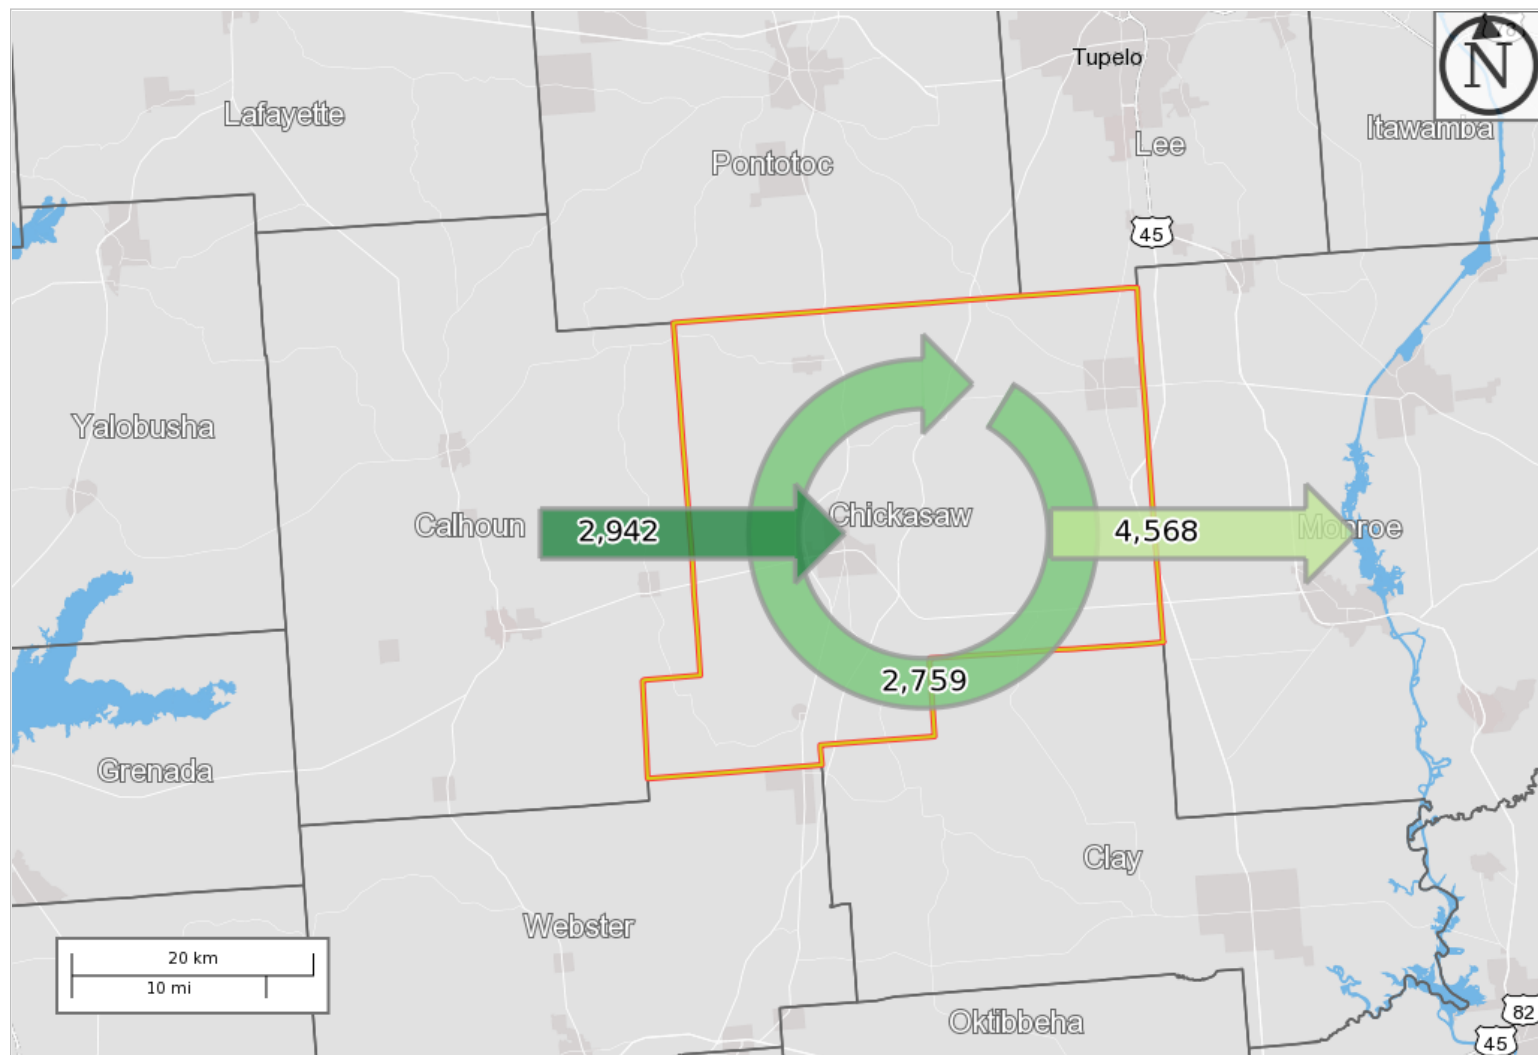 Tupelo
N
Lafayette
Itawamba
Lee
Pontotoc
45
Yalobusha
Chickasaw
Calhoun
2,942
4,568
Monroe
2,759
Grenada
Clay
Webster
20 km
10 mi
82
Oktibbeha
45